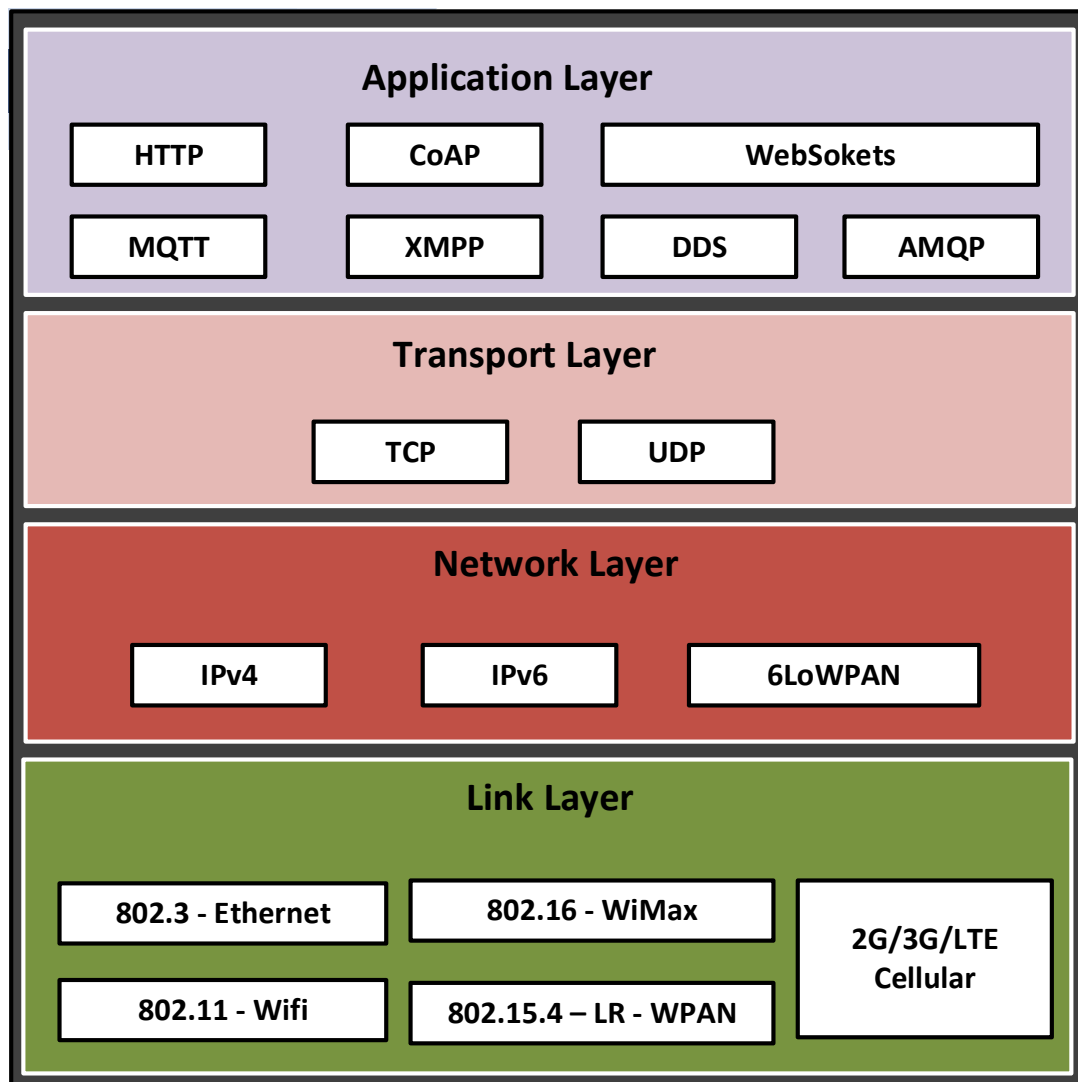 Application Layer
HTTP
CoAP
WebSokets
MQTT
XMPP
DDS
AMQP
Transport Layer
TCP
UDP
Network Layer
IPv4
IPv6
6LoWPAN
Link Layer
802.3 - Ethernet
802.16 - WiMax
2G/3G/LTE
Cellular
802.11 - Wifi
802.15.4 – LR - WPAN